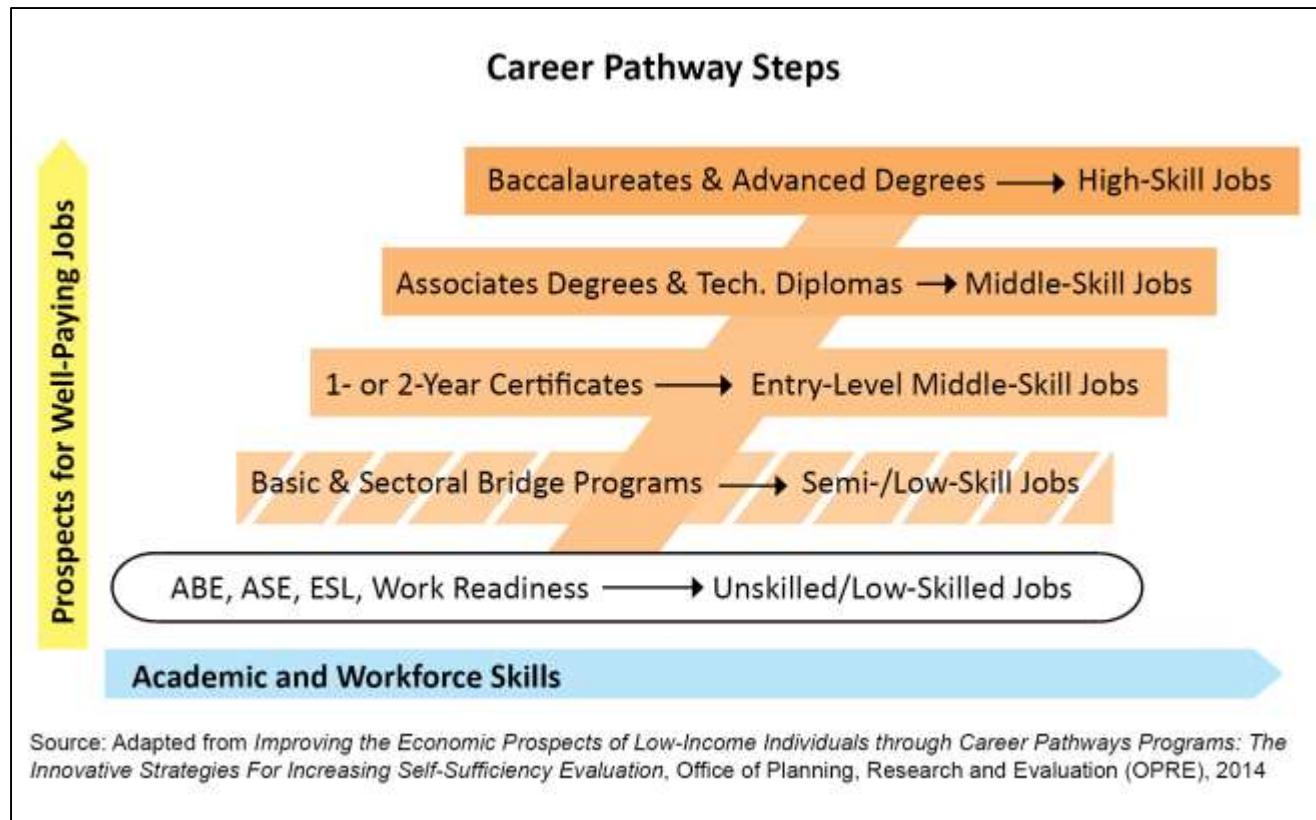 Career Pathway Steps
Prospects for Well-Paying Jobs
Baccalaureates & Advanced Degrees → High-Skill Jobs
Associates Degrees & Tech. Diplomas → Middle-Skill Jobs
1- or 2-Year Certificates → Entry-Level Middle-Skill Jobs
Basic & Sectoral Bridge Programs → Semi-/Low-Skill Jobs
ABE, ASE, ESL, Work Readiness → Unskilled/Low-Skilled Jobs
Academic and Workforce Skills
Source: Adapted from Improving the Economic Prospects of Low-Income Individuals through Career Pathways Programs: The
Innovative Strategies For Increasing Self-Sufficiency Evaluation, Office of Planning, Research and Evaluation (OPRE), 2014